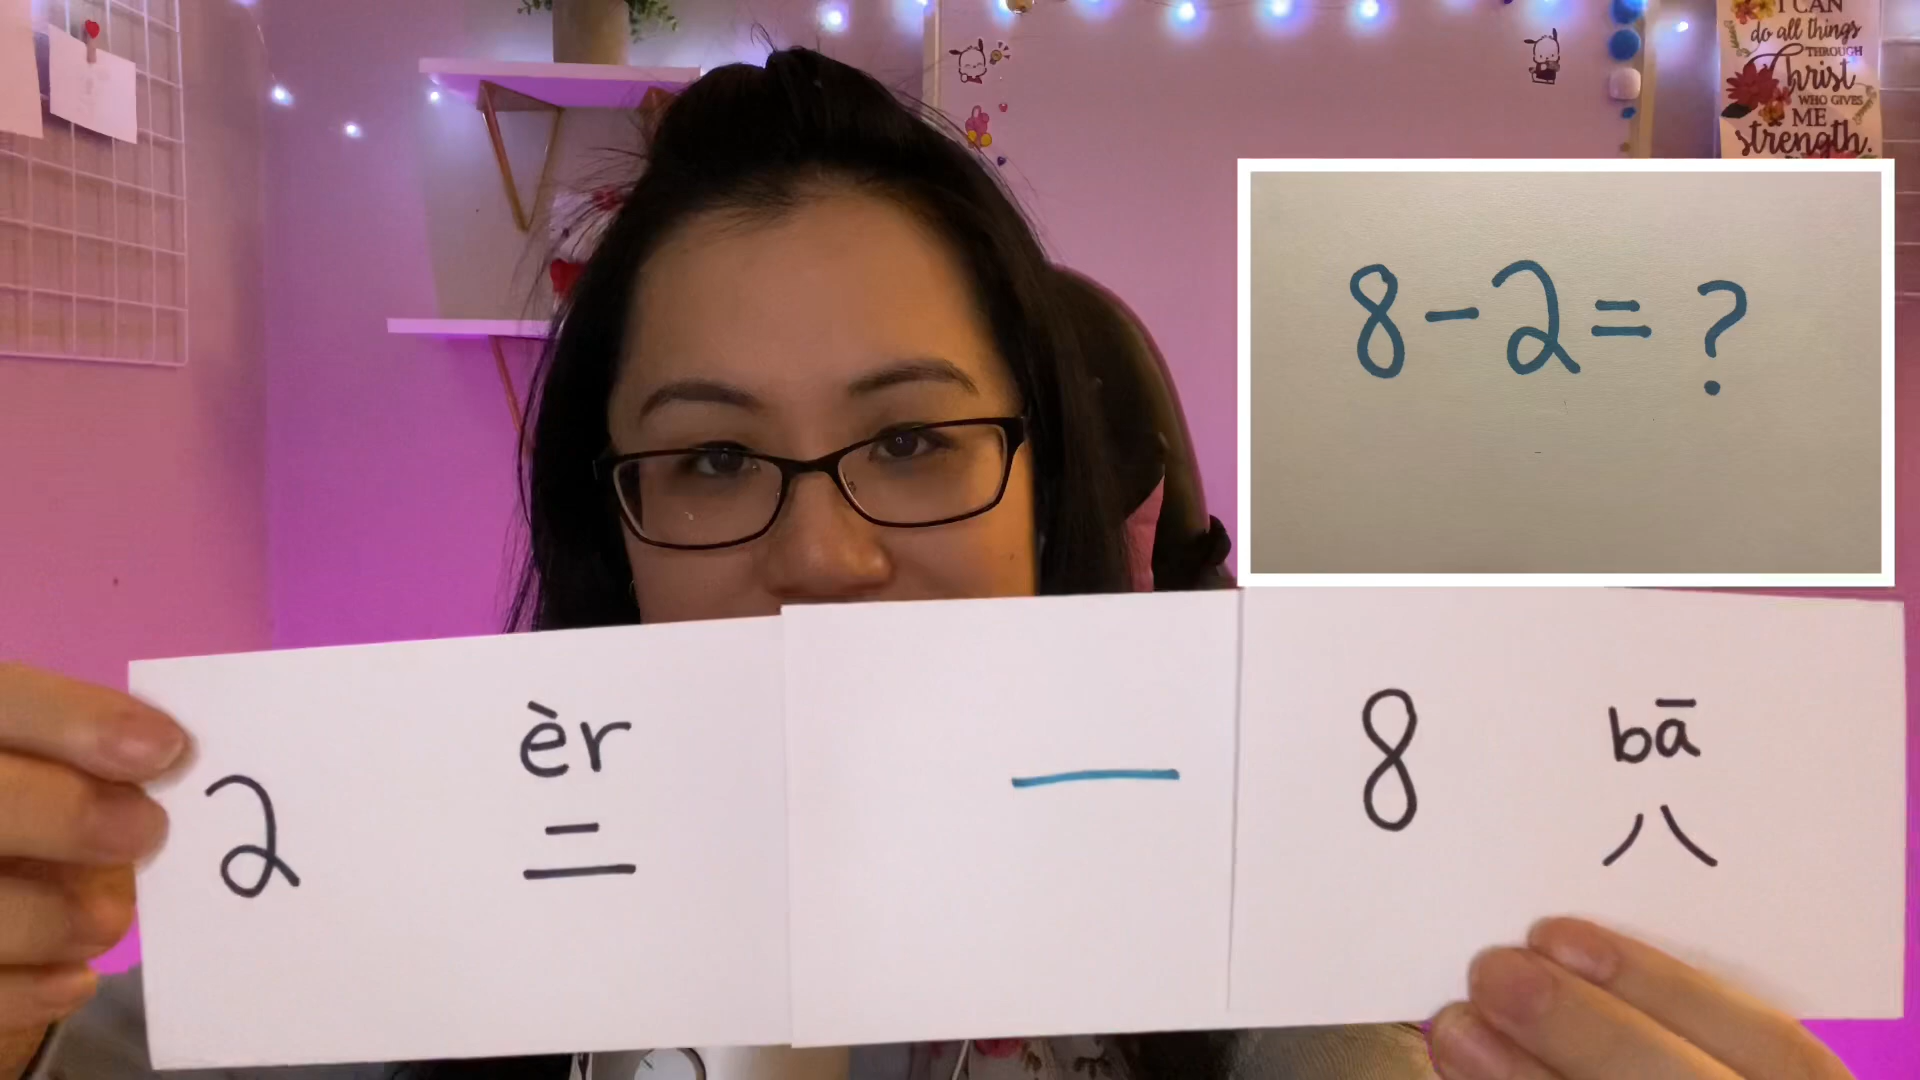 I CAN
do all things
THROUGH
Christ
WHO GIVES
ME
strength.
8-2= ?
2 èr 二
—
8 bā 八